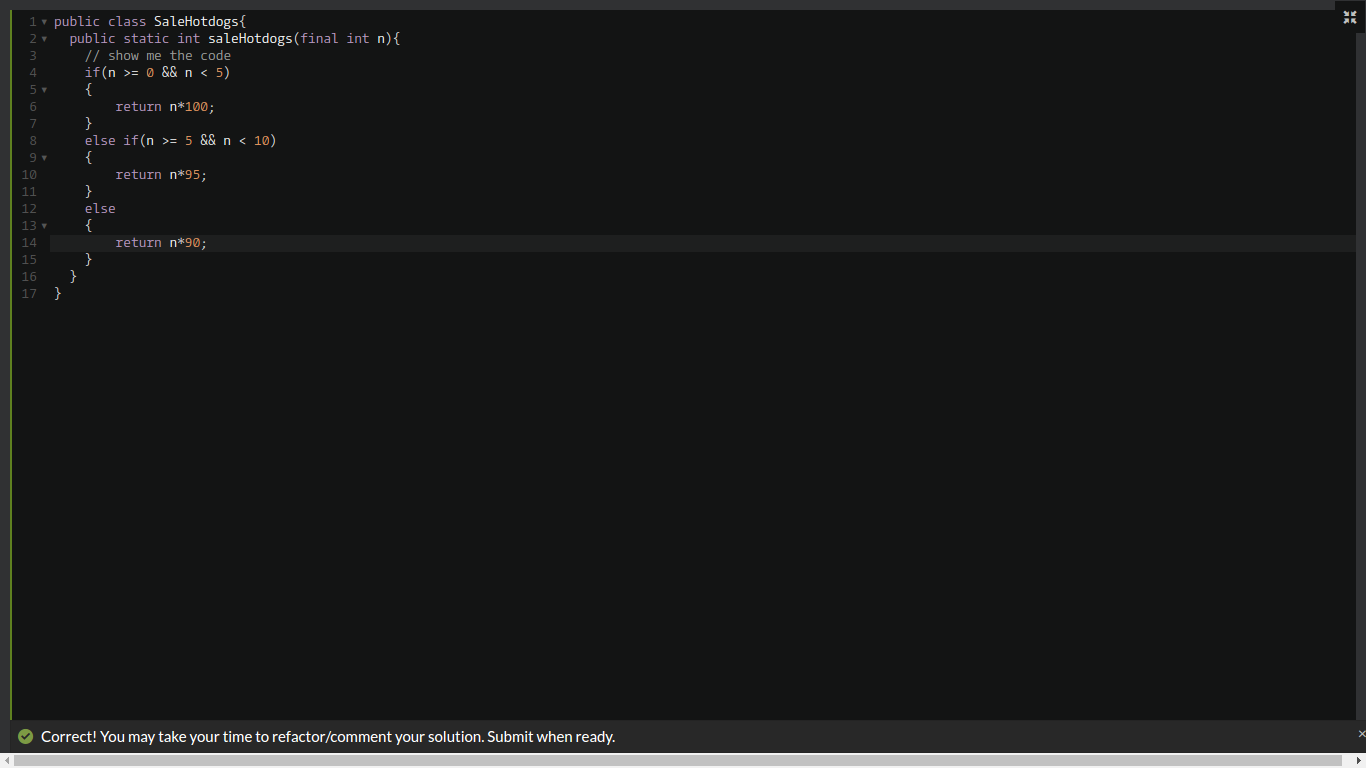 1 public class SaleHotdogs{
2   public static int saleHotdogs(final int n){
3     // show me the code
4     if(n >= 0 && n < 5)
5     {
6         return n*100;
7     }
8     else if(n >= 5 && n < 10)
9     {
10         return n*95;
11     }
12     else
13     {
14         return n*90;
15     }
16   }
17 }
Correct! You may take your time to refactor/comment your solution. Submit when ready.